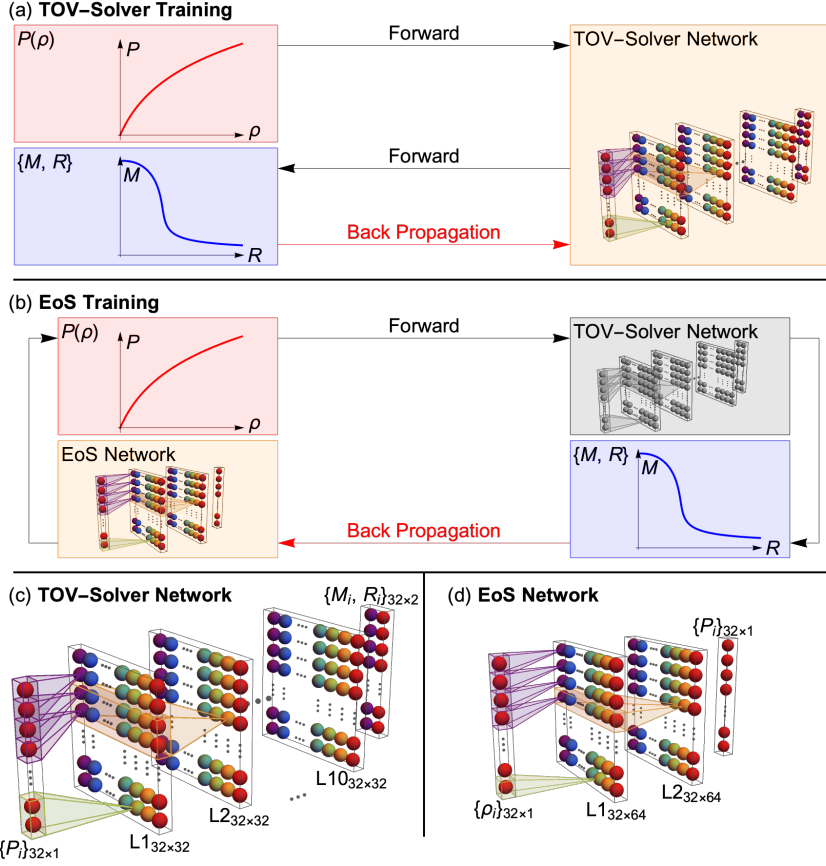 (a) TOV−Solver Training
P(ρ)
P
ρ
Forward
TOV−Solver Network
{M, R}
M
R
Forward
Back Propagation
(b) EoS Training
P(ρ)
P
ρ
Forward
TOV−Solver Network
EoS Network
{M, R}
M
R
Back Propagation
(c) TOV−Solver Network
{Mi, Ri}32×2
L1032×32
L232×32
L132×32
{Pi}32×1
(d) EoS Network
{Pi}32×1
L232×64
L132×64
{ρi}32×1